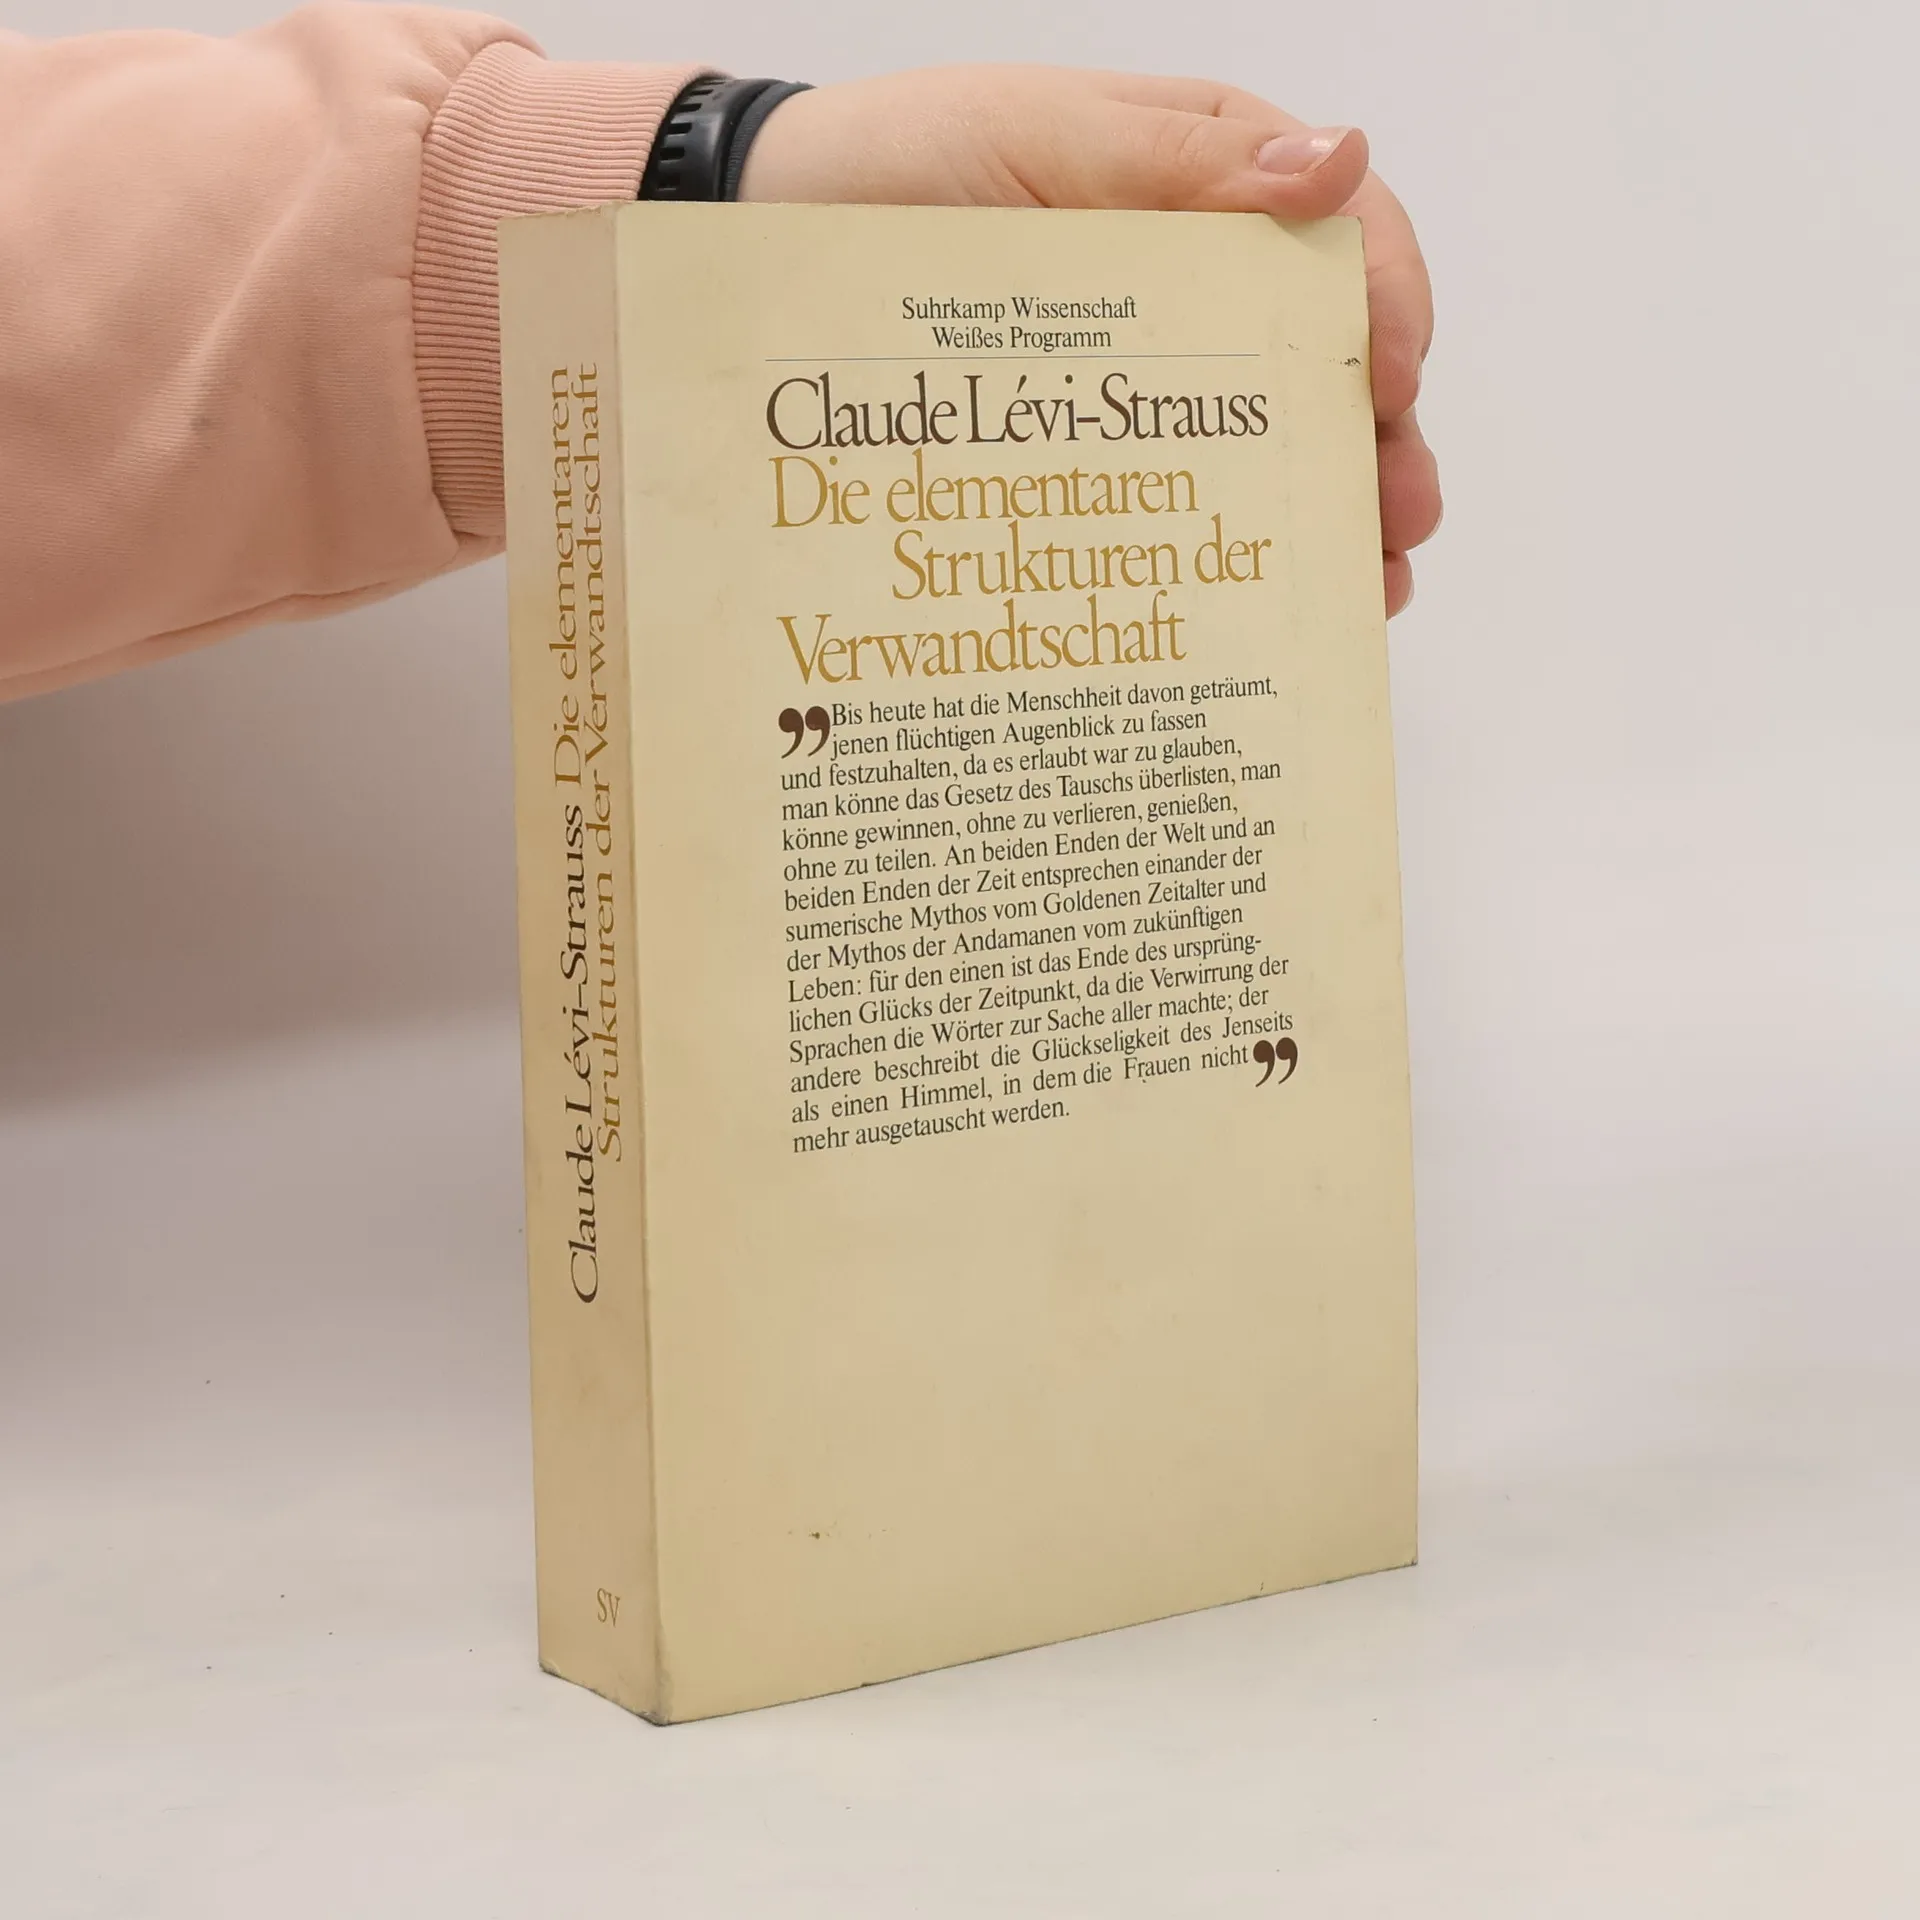 Suhrkamp Wissenschaft
Weißes Programm
Claude Lévi-Strauss
Die elementaren
Strukturen der
Verwandtschaft
”Bis heute hat die Menschheit davon geträumt,
jenen flüchtigen Augenblick zu fassen
und festzuhalten, da es erlaubt war zu glauben,
man könne das Gesetz des Tauschs überlisten, man
könne gewinnen, ohne zu verlieren, genießen,
ohne zu teilen. An beiden Enden der Welt und an
beiden Enden der Zeit entsprechen einander der
sumerische Mythos vom Goldenen Zeitalter und
der Mythos der Andamanen vom zukünftigen
Leben: für den einen ist das Ende des ursprüng-
lichen Glücks der Zeitpunkt, da die Verwirrung der
Sprachen die Wörter zur Sache aller machte; der
andere beschreibt die Glückseligkeit des Jenseits
als einen Himmel, in dem die Frauen nicht”
mehr ausgetauscht werden.
Claude Lévi-Strauss Die elementaren
Strukturen der Verwandtschaft
SV